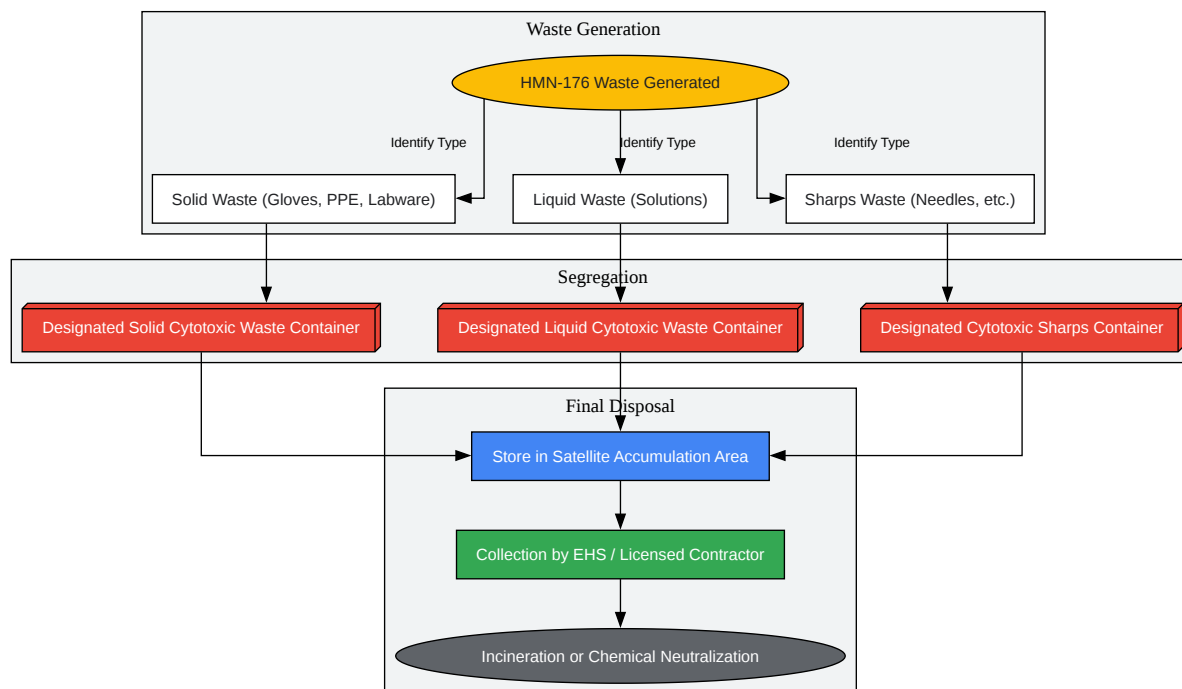 Waste Generation
HMN-176 Waste Generated
Identify Type
Identify Type
Identify Type
Solid Waste (Gloves, PPE, Labware)
Liquid Waste (Solutions)
Sharps Waste (Needles, etc.)
Segregation
Designated Solid Cytotoxic Waste Container
Designated Liquid Cytotoxic Waste Container
Designated Cytotoxic Sharps Container
Final Disposal
Store in Satellite Accumulation Area
Collection by EHS / Licensed Contractor
Incineration or Chemical Neutralization